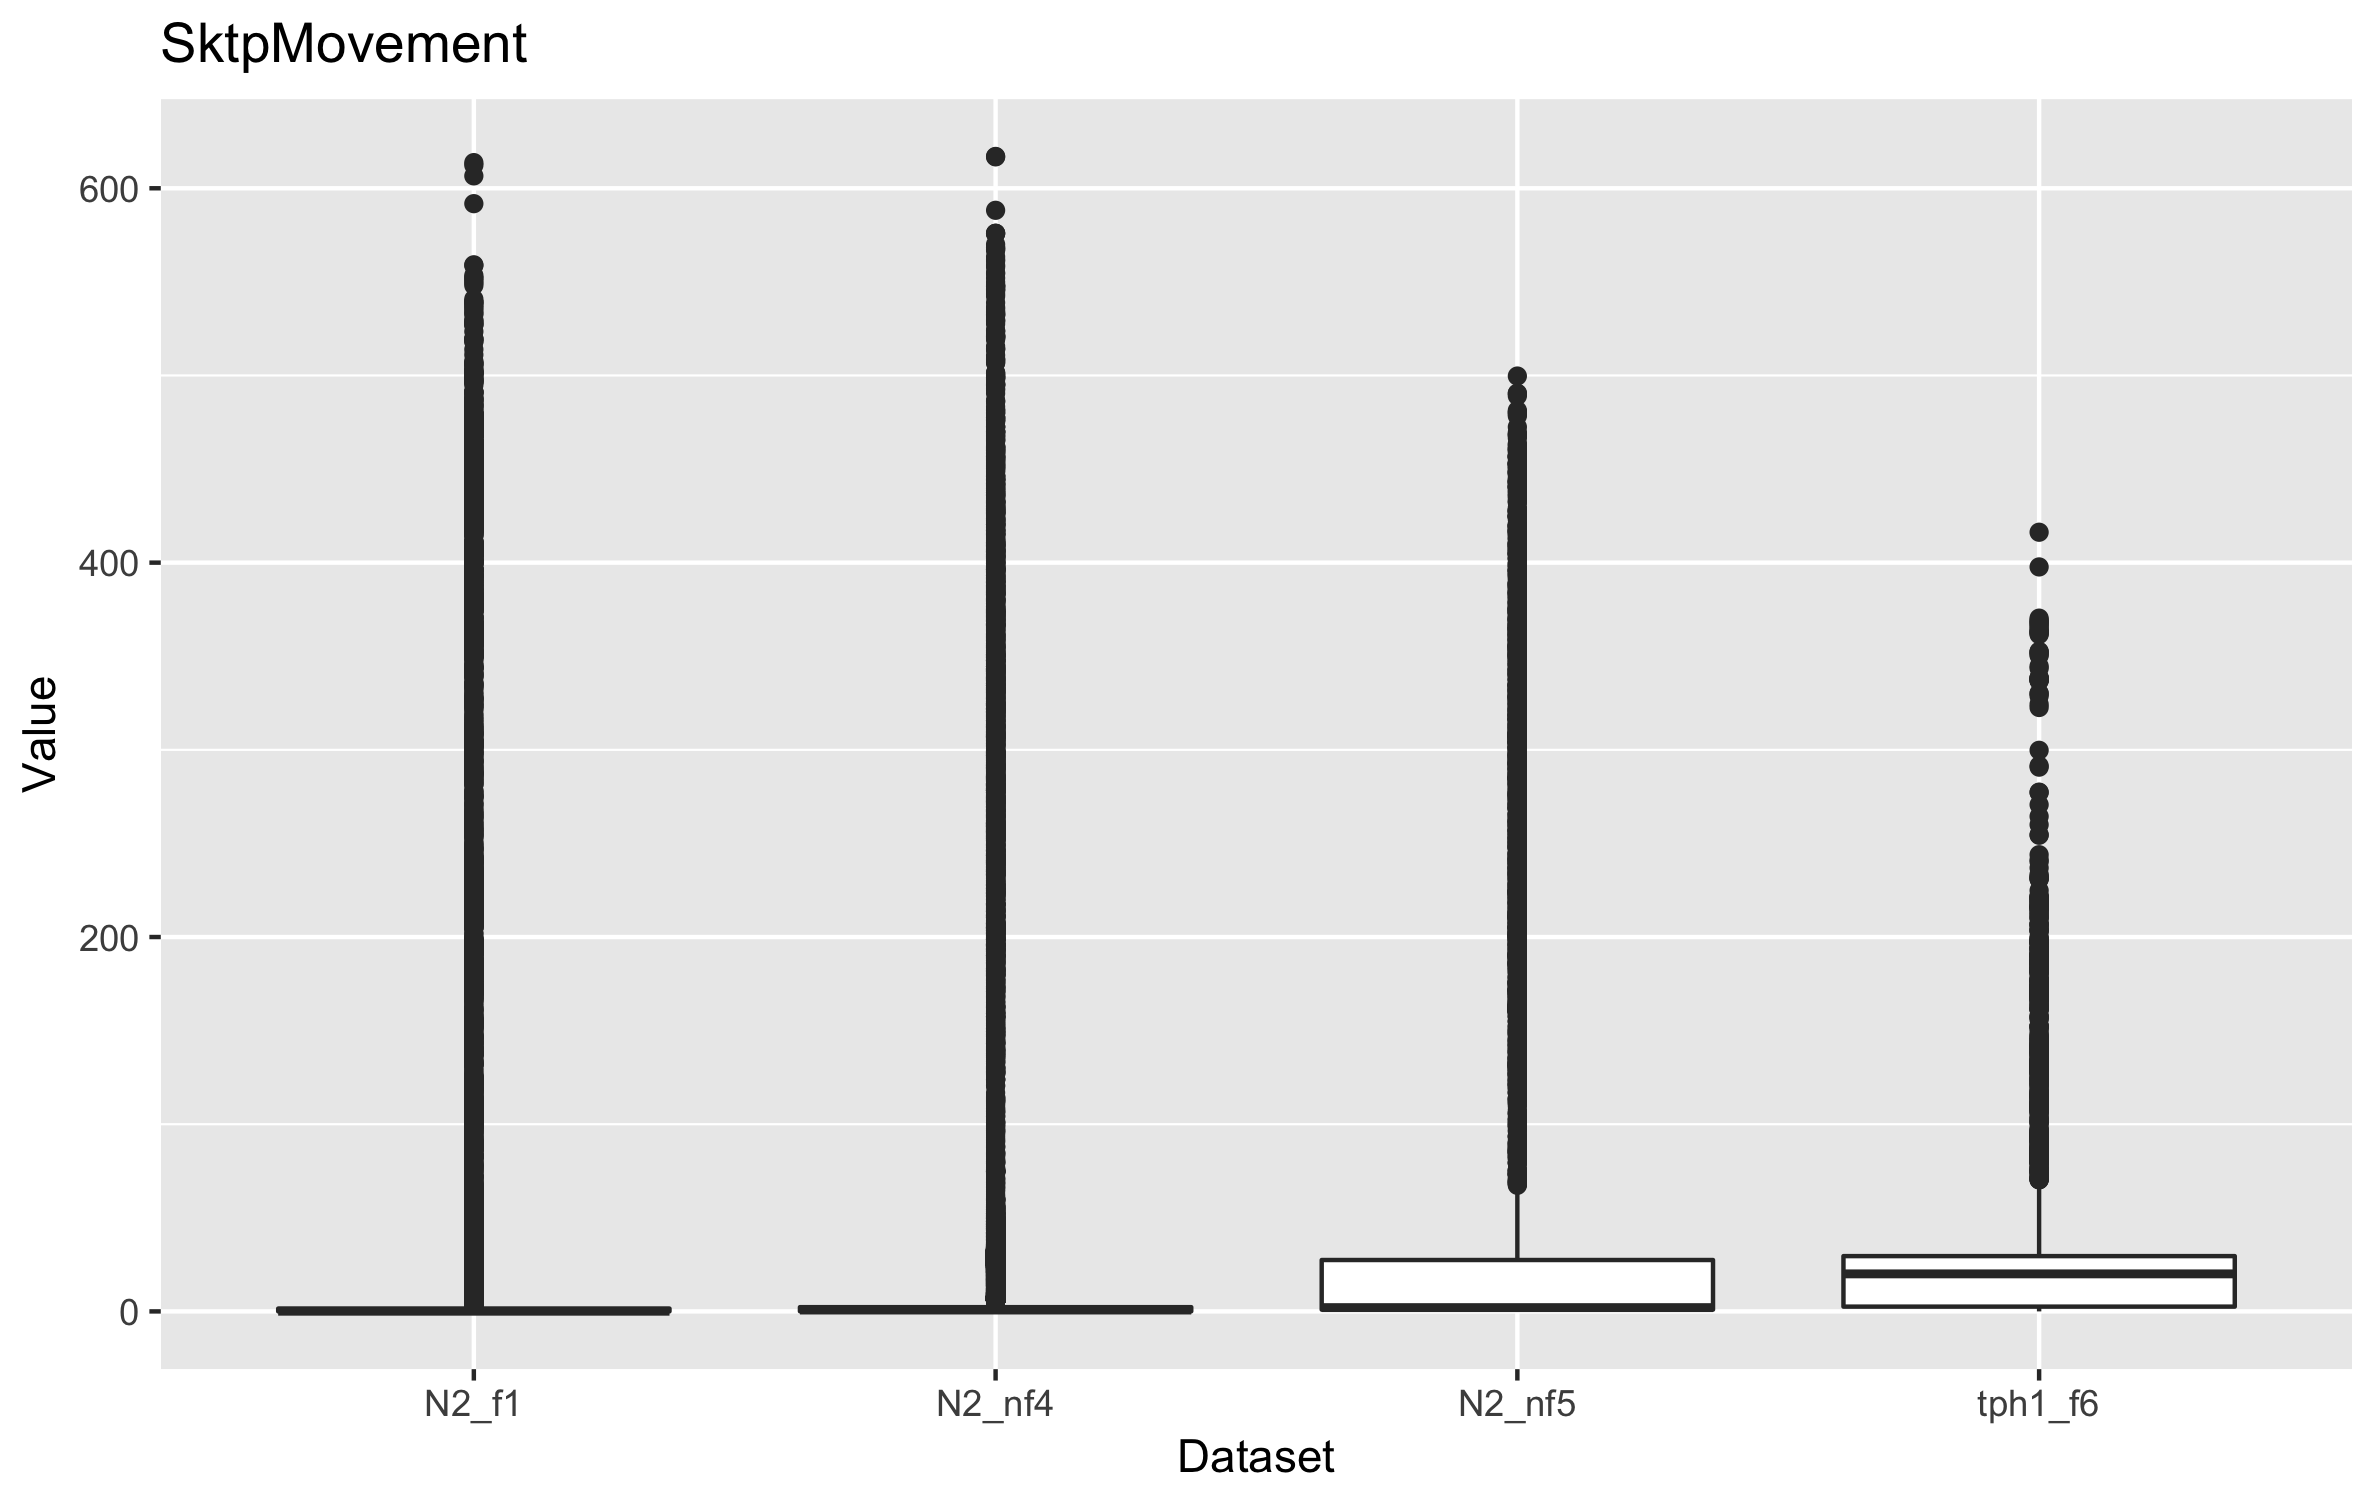 SktpMovement
600
400
200
0
Value
N2_f1 N2_nf4 N2_nf5 tph1_f6
Dataset